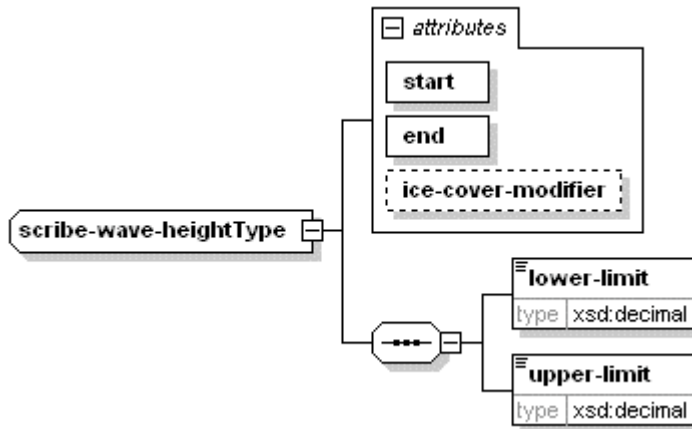 attributes
start
end
ice-cover-modifier
scribe-wave-heightType
lower-limit
type xsd:decimal
upper-limit
type xsd:decimal